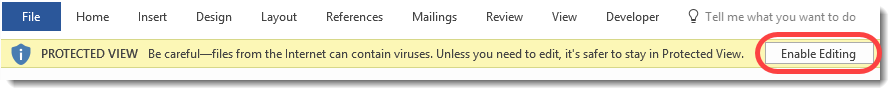 File Home Insert Design Layout References Mailings Review View Developer Tell me what you want to do
PROTECTED VIEW Be careful—files from the Internet can contain viruses. Unless you need to edit, it's safer to stay in Protected View. Enable Editing